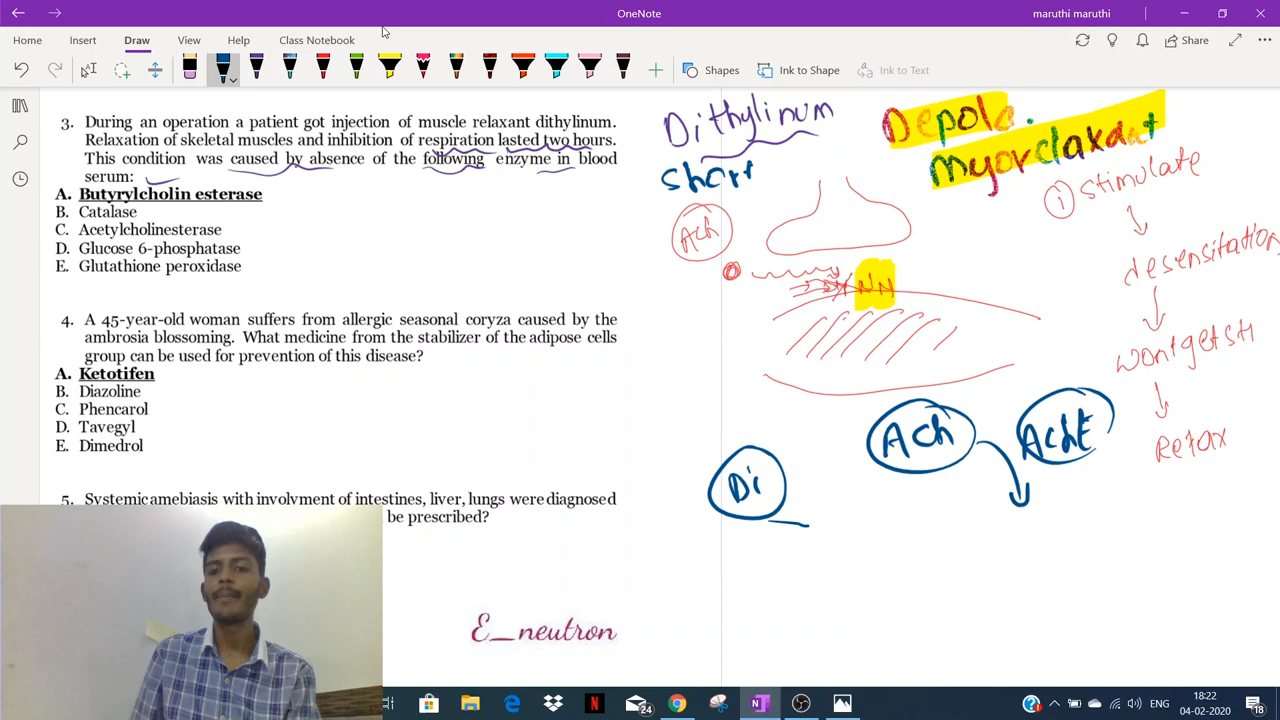 OneNote
maruthi maruthi
Home Insert Draw View Help Class Notebook
Share
Shapes Ink to Shape Ink to Text
3. During an operation a patient got injection of muscle relaxant dithylinum.
Relaxation of skeletal muscles and inhibition of respiration lasted two hours.
This condition was caused by absence of the following enzyme in blood
serum:
A. Butyrylcholin esterase
B. Catalase
C. Acetylcholinesterase
D. Glucose 6-phosphatase
E. Glutathione peroxidase
4. A 45-year-old woman suffers from allergic seasonal coryza caused by the
ambrosia blossoming. What medicine from the stabilizer of the adipose cells
group can be used for prevention of this disease?
A. Ketotifen
B. Diazoline
C. Phencarol
D. Tavegyl
E. Dimedrol
5. Systemic amebiasis with involvment of intestines, liver, lungs were diagnosed
be prescribed?
E_neutron
Dithylinum
short
Depola.
myorelaxant
Ach
NN
① stimulate
desensitation
wont get sti
Relax
Ach
AchE
Di
24
ENG
18:22
04-02-2020
18